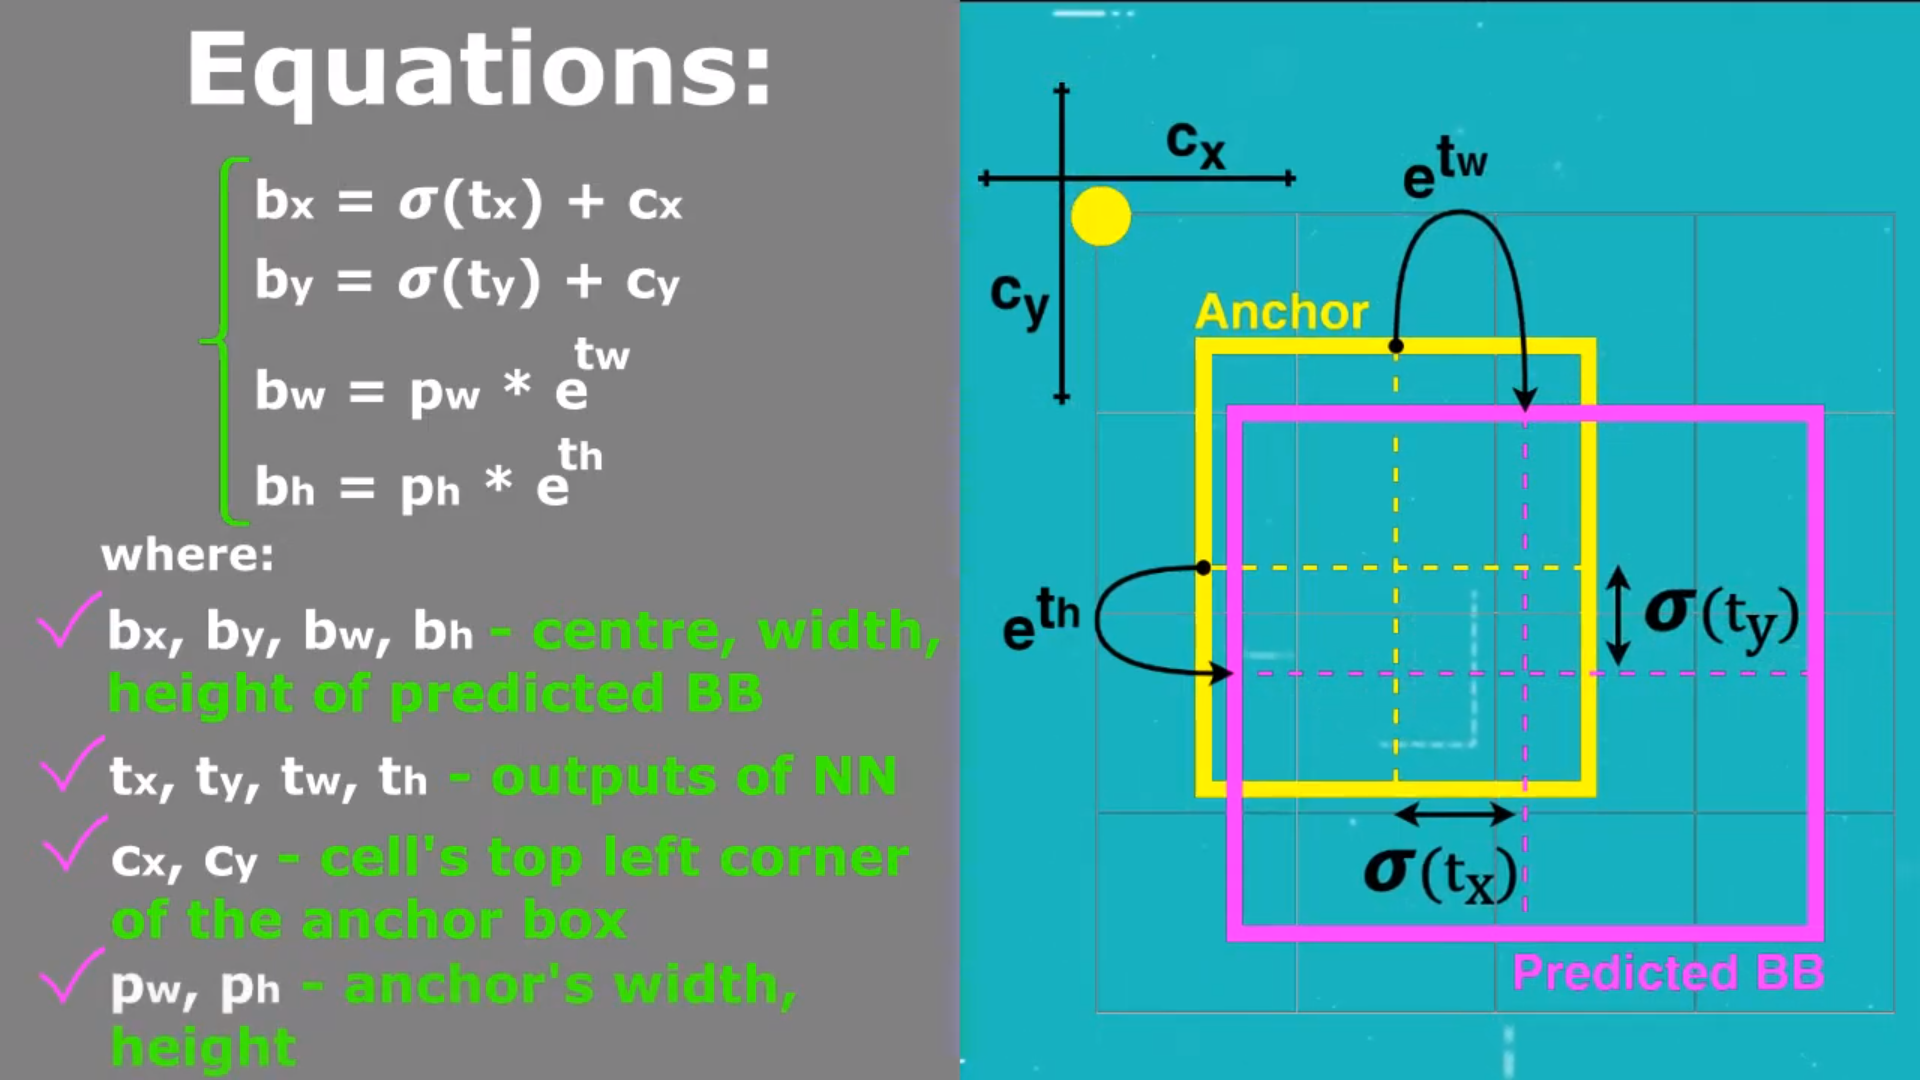 Equations:
bx = σ(tx) + cx
by = σ(ty) + cy
bw = pw * e^tw
bh = ph * e^th
where:
bx, by, bw, bh - centre, width,
height of predicted BB
tx, ty, tw, th - outputs of NN
cx, cy - cell's top left corner
of the anchor box
pw, ph - anchor's width,
height
cx
cy
e^tw
Anchor
e^th
σ(ty)
σ(tx)
Predicted BB